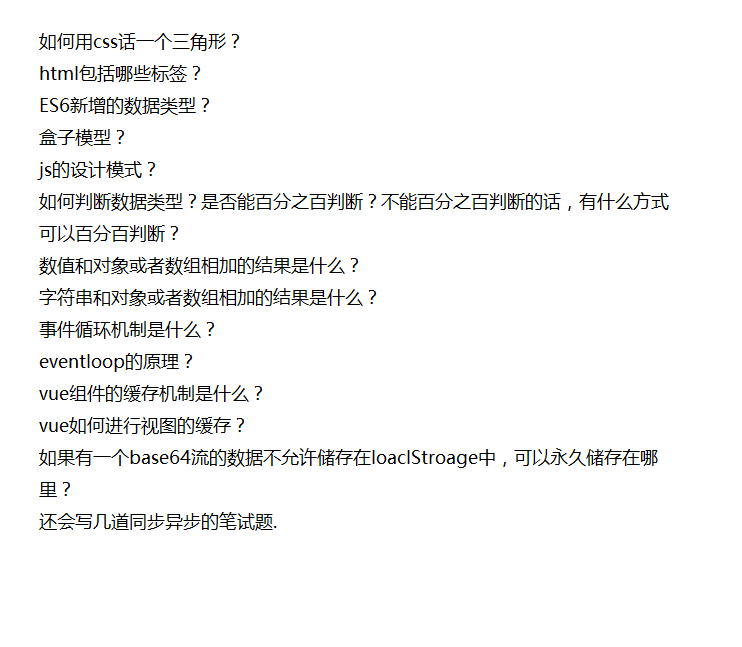 如何用css话一个三角形？
html包括哪些标签？
ES6新增的数据类型？
盒子模型？
js的设计模式？
如何判断数据类型？是否能百分之百判断？不能百分之百判断的话，有什么方式
可以百分百判断？
数值和对象或者数组相加的结果是什么？
字符串和对象或者数组相加的结果是什么？
事件循环机制是什么？
eventloop的原理？
vue组件的缓存机制是什么？
vue如何进行视图的缓存？
如果有一个base64流的数据不允许储存在loaclStroage中，可以永久储存在哪
里？
还会写几道同步异步的笔试题.